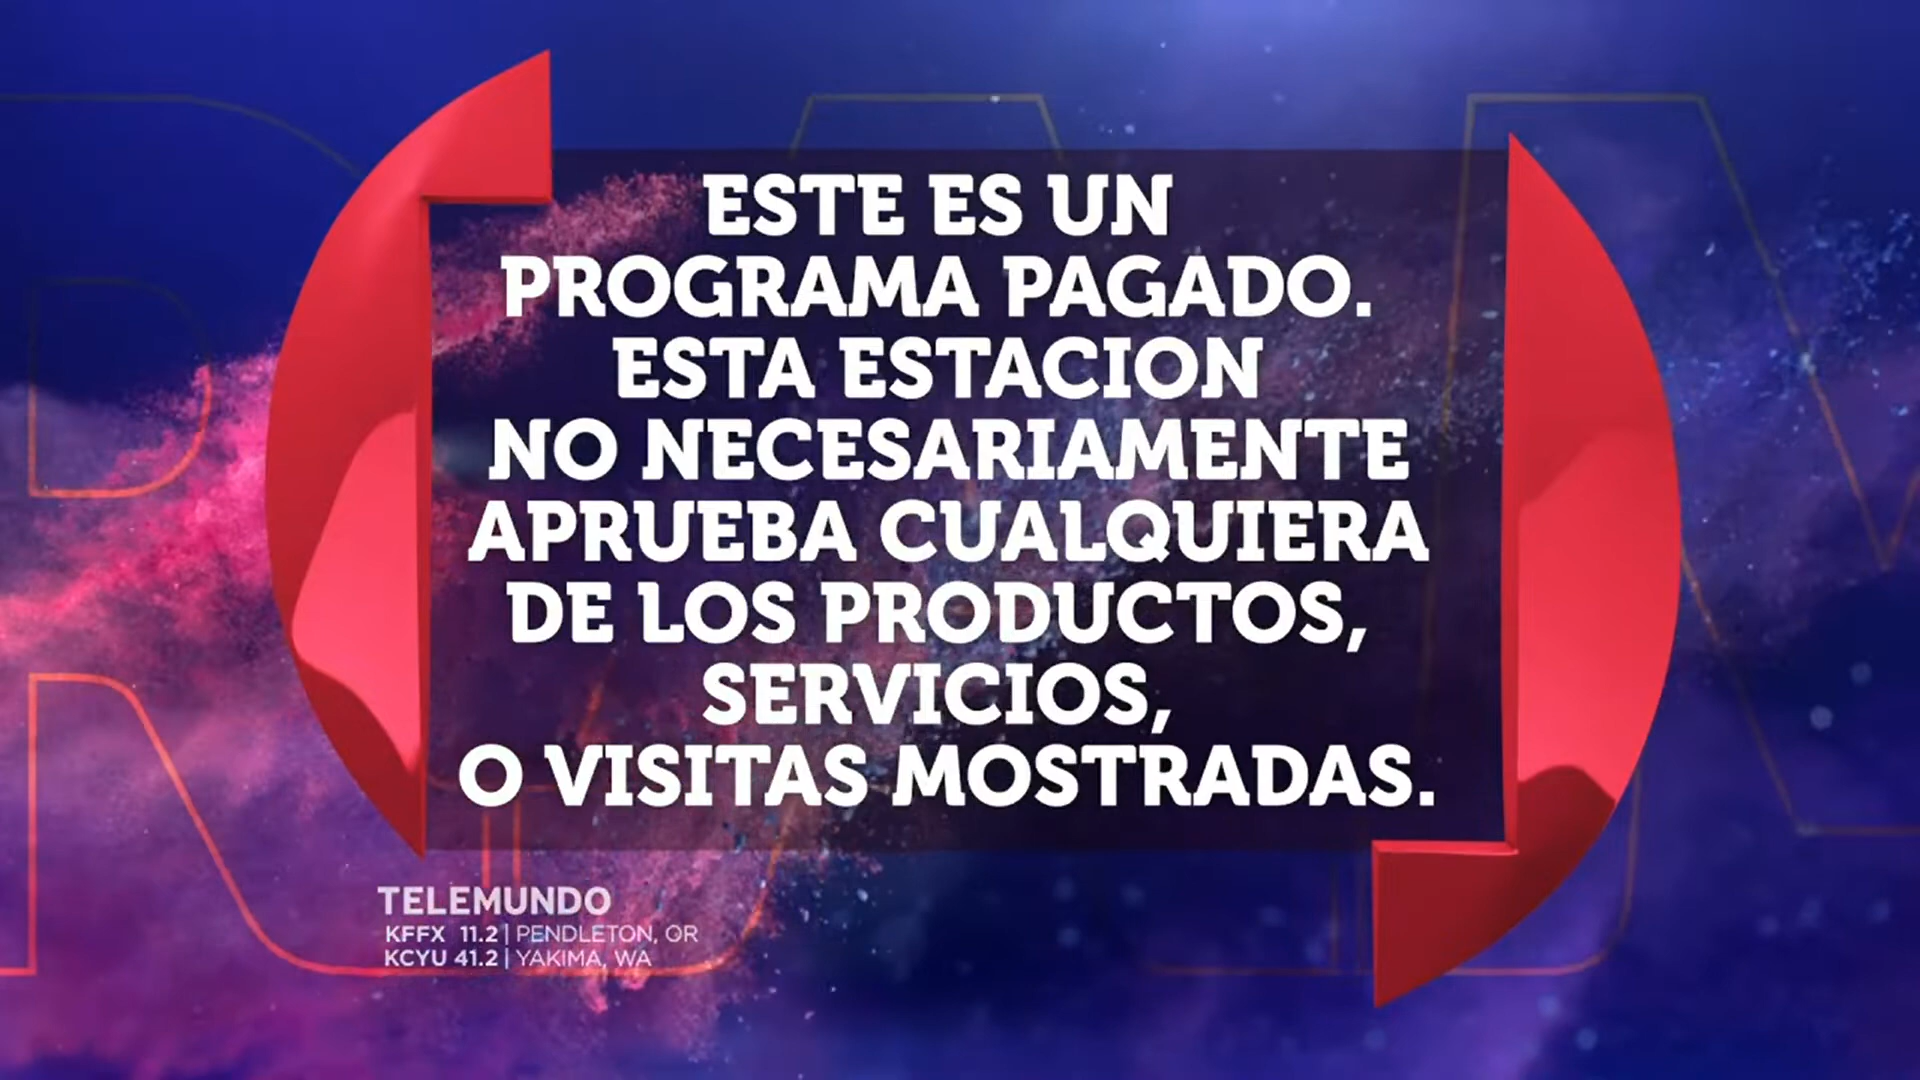 ESTE ES UN
PROGRAMA PAGADO.
ESTA ESTACION
NO NECESARIAMENTE
APRUEBA CUALQUIERA
DE LOS PRODUCTOS,
SERVICIOS,
O VISITAS MOSTRADAS.
TELEMUNDO
KFFX 11.2 | PENDLETON, OR
KCYU 41.2 | YAKIMA, WA